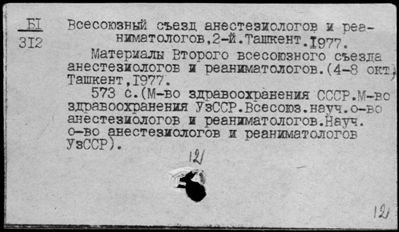 Б1
312
Всесоюзный съезд анестезиологов и реа-
ниматологов,2-й.Ташкент.1977.
Материалы Второго всесоюзного съезда
анестезиологов и реаниматологов.(4-8 окт,
Ташкент,1977.
573 с.(М-во здравоохранения СССР.М-во
здравоохранения УзССР.Всесоюз.науч.о-во
анестезиологов и реаниматологов.Науч.
о-во анестезиологов и реаниматологов
УзССР).
12
12